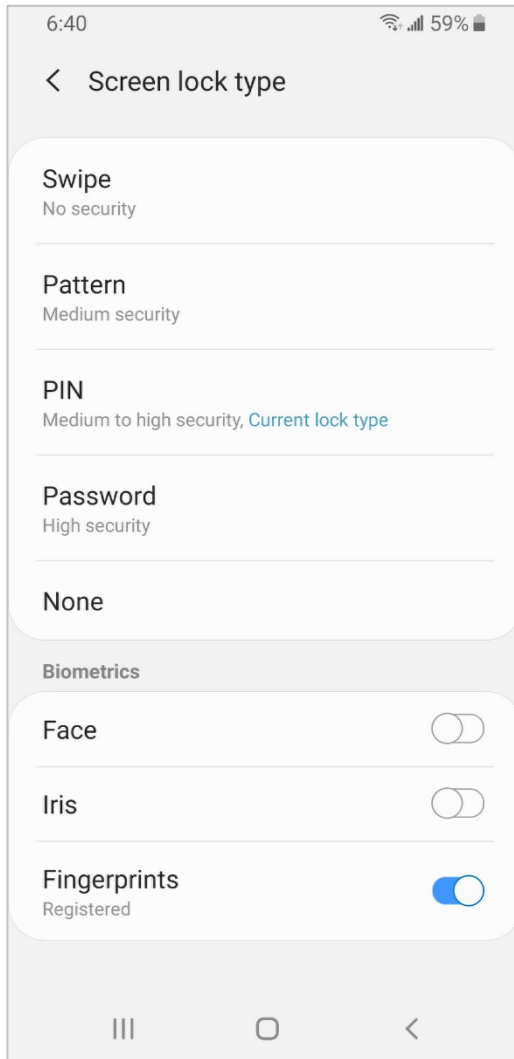 6:40 59%
Screen lock type
Swipe
No security
Pattern
Medium security
PIN
Medium to high security, Current lock type
Password
High security
None
Biometrics
Face
Iris
Fingerprints
Registered